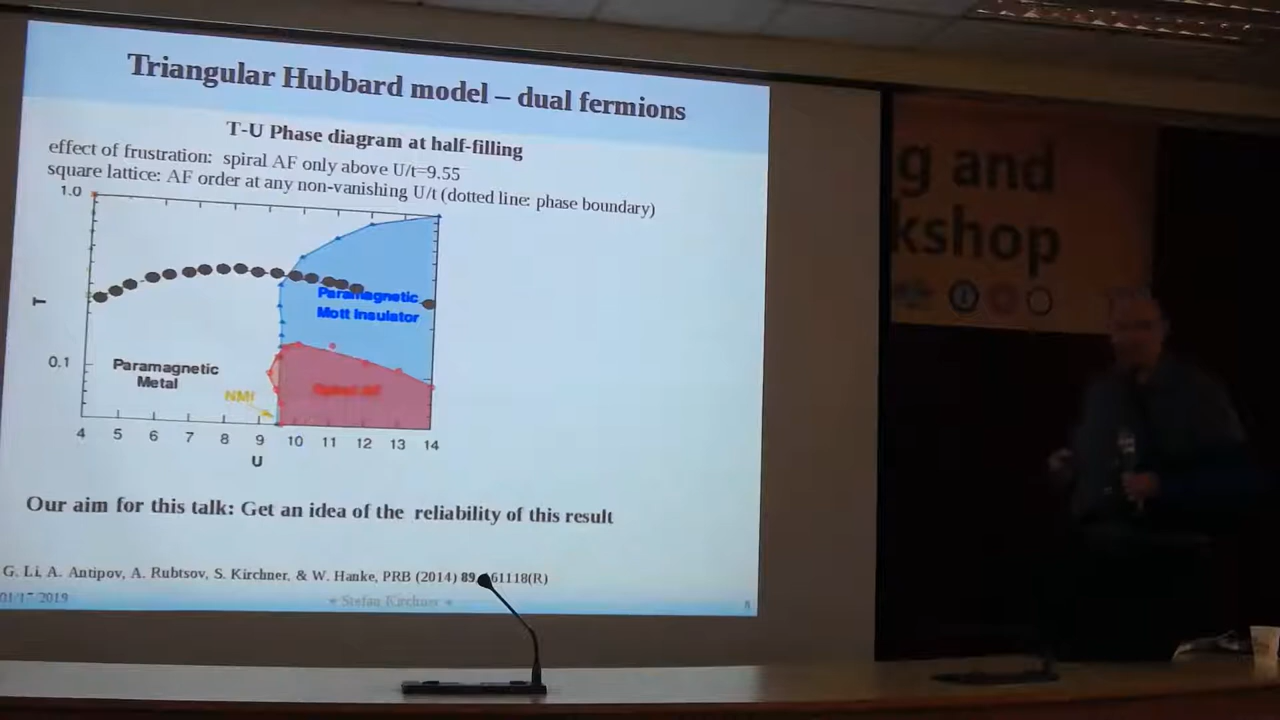 Triangular Hubbard model – dual fermions
T-U Phase diagram at half-filling
effect of frustration: spiral AF only above U/t=9.55
square lattice: AF order at any non-vanishing U/t (dotted line: phase boundary)
1.0
T
Paramagnetic
Mott Insulator
0.1
Paramagnetic
Metal
Spiral AF
NMI
4 5 6 7 8 9 10 11 12 13 14
U
Our aim for this talk: Get an idea of the reliability of this result
G. Li, A. Antipov, A. Rubtsov, S. Kirchner, & W. Hanke, PRB (2014) 89 61118(R)
01/17/2019
Stefan Kirchner
8
g and
kshop